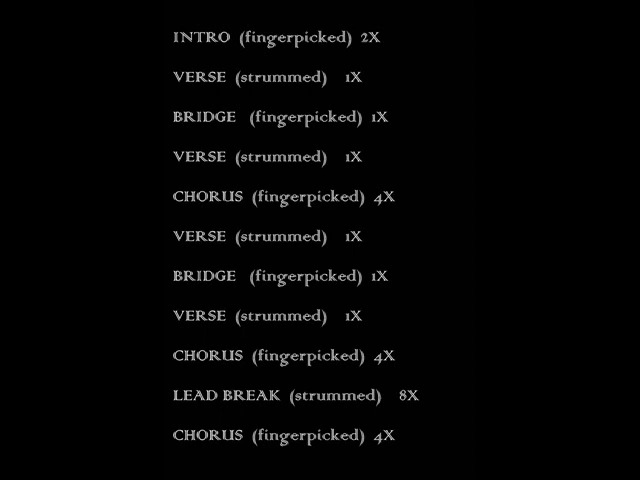 INTRO (fingerpicked) 2X
VERSE (strummed) 1X
BRIDGE (fingerpicked) 1X
VERSE (strummed) 1X
CHORUS (fingerpicked) 4X
VERSE (strummed) 1X
BRIDGE (fingerpicked) 1X
VERSE (strummed) 1X
CHORUS (fingerpicked) 4X
LEAD BREAK (strummed) 8X
CHORUS (fingerpicked) 4X